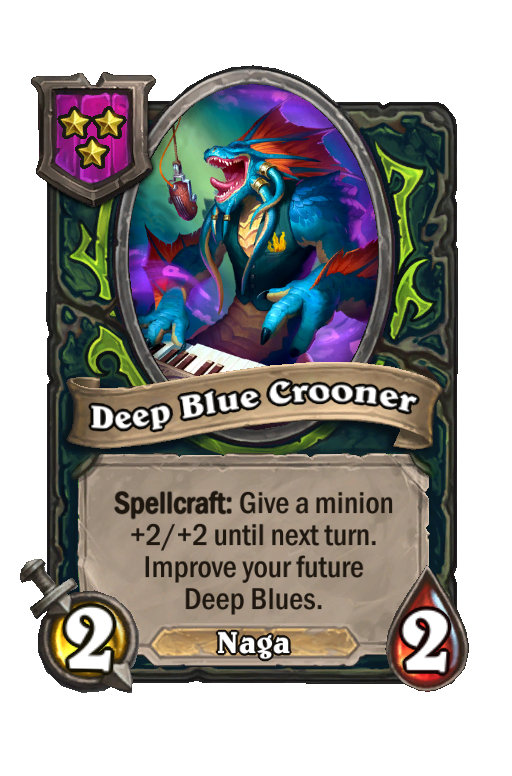 Deep Blue Crooner
Spellcraft: Give a minion
+2/+2 until next turn.
Improve your future
Deep Blues.
2
Naga
2